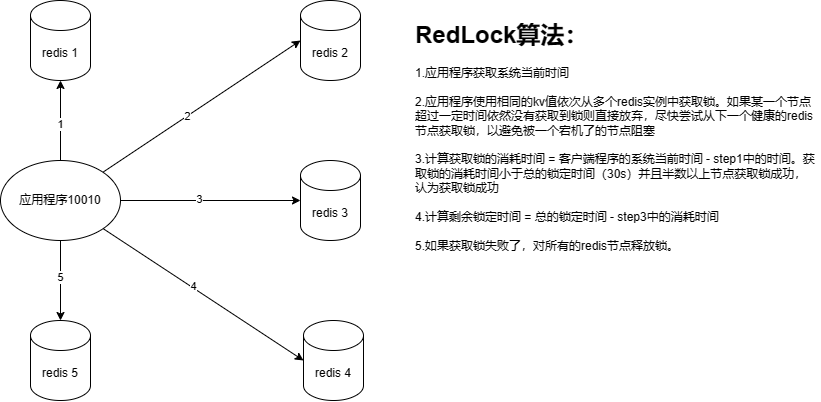 redis 1
redis 2
1
2
应用程序10010
3
redis 3
4
5
redis 5
redis 4
RedLock算法：
1.应用程序获取系统当前时间
2.应用程序使用相同的kv值依次从多个redis实例中获取锁。如果某一个节点
超过一定时间依然没有获取到锁则直接放弃，尽快尝试从下一个健康的redis
节点获取锁，以避免被一个宕机了的节点阻塞
3.计算获取锁的消耗时间 = 客户端程序的系统当前时间 - step1中的时间。获
取锁的消耗时间小于总的锁定时间（30s）并且半数以上节点获取锁成功，
认为获取锁成功
4.计算剩余锁定时间 = 总的锁定时间 - step3中的消耗时间
5.如果获取锁失败了，对所有的redis节点释放锁。